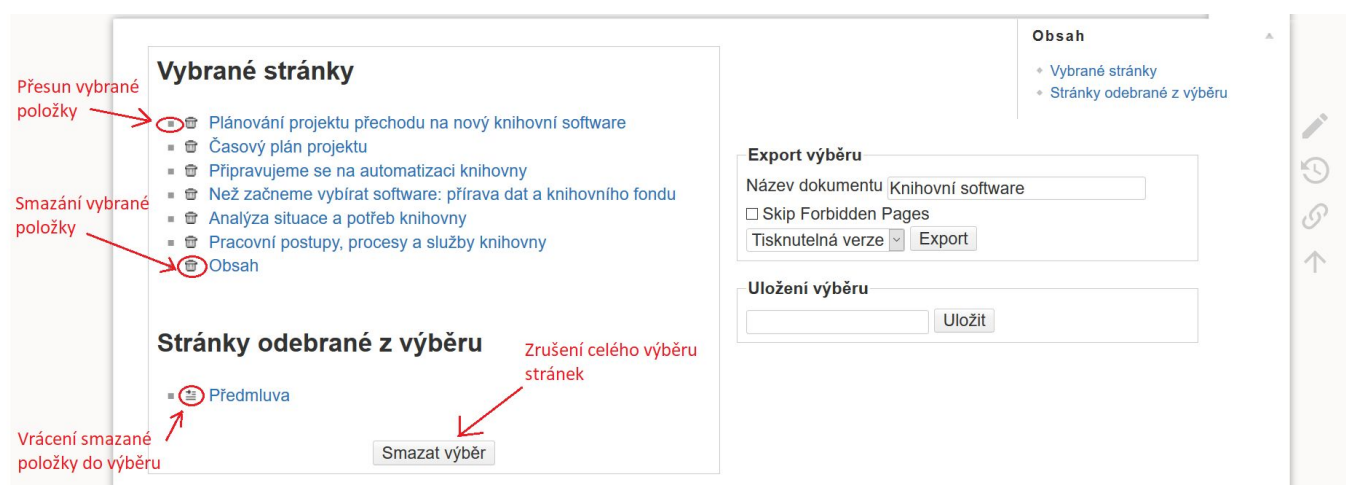 Obsah
Vybrané stránky
Stránky odebrané z výběru
Vybrané stránky
Přesun vybrané
položky
Plánování projektu přechodu na nový knihovní software
Časový plán projektu
Připravujeme se na automatizaci knihovny
Než začneme vybírat software: přírava dat a knihovního fondu
Analýza situace a potřeb knihovny
Pracovní postupy, procesy a služby knihovny
Obsah
Smazání vybrané
položky
Stránky odebrané z výběru
Předmluva
Zrušení celého výběru
stránek
Vrácení smazané
položky do výběru
Smazat výběr
Export výběru
Název dokumentu Knihovní software
Skip Forbidden Pages
Tisknutelná verze Export
Uložení výběru
Uložit